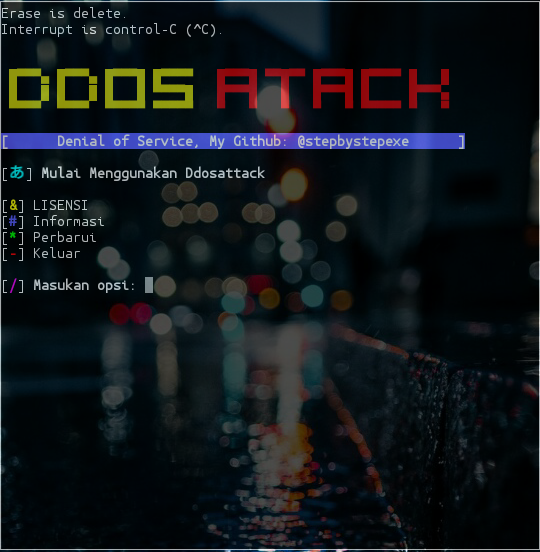 Erase is delete.
Interrupt is control-C (^C).
DDOS ATACK
[ Denial of Service, My Github: @stepbystepexe ]
[あ] Mulai Menggunakan Ddosattack
[&] LISENSI
[#] Informasi
[*] Perbarui
[-] Keluar
[/] Masukan opsi: